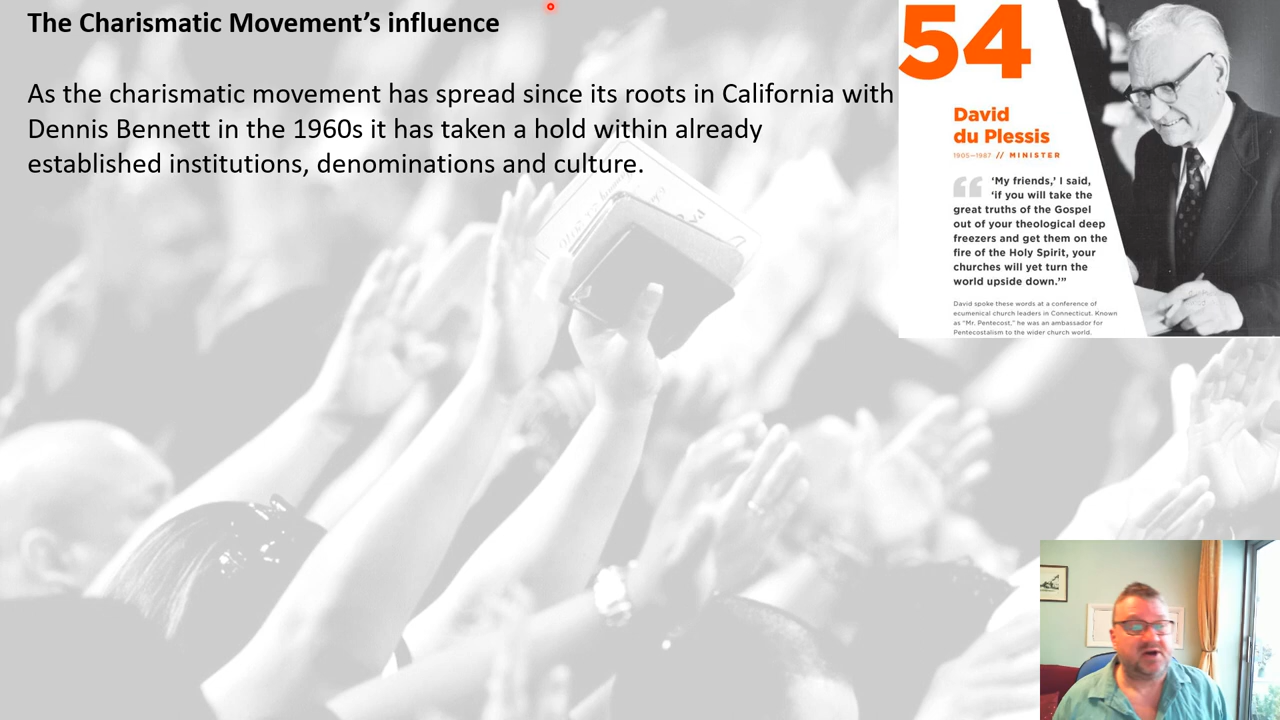 The Charismatic Movement’s influence
As the charismatic movement has spread since its roots in California with
Dennis Bennett in the 1960s it has taken a hold within already
established institutions, denominations and culture.
54
David
du Plessis
1905—1987 // MINISTER
“ ‘My friends,’ I said,
‘if you will take the
great truths of the Gospel
out of your theological deep
freezers and get them on the
fire of the Holy Spirit, your
churches will yet turn the
world upside down.’”
David spoke these words at a conference of
ecumenical church leaders in Connecticut. Known
as “Mr. Pentecost,” he was an ambassador for
Pentecostalism to the wider church world.